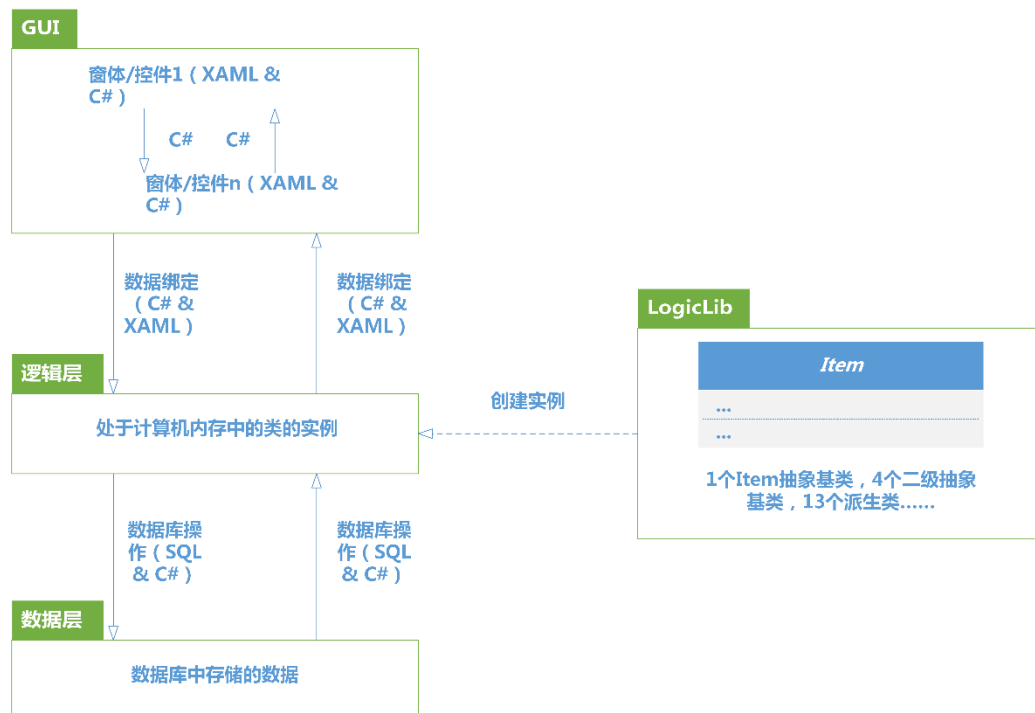 GUI
窗体/控件1（XAML &
C#）
C#
C#
窗体/控件n（XAML &
C#）
数据绑定
（C# &
XAML）
数据绑定
（C# &
XAML）
逻辑层
处于计算机内存中的类的实例
创建实例
LogicLib
Item
...
...
1个Item抽象基类，4个二级抽象
基类，13个派生类……
数据库操
作（SQL
& C#）
数据库操
作（SQL
& C#）
数据层
数据库中存储的数据